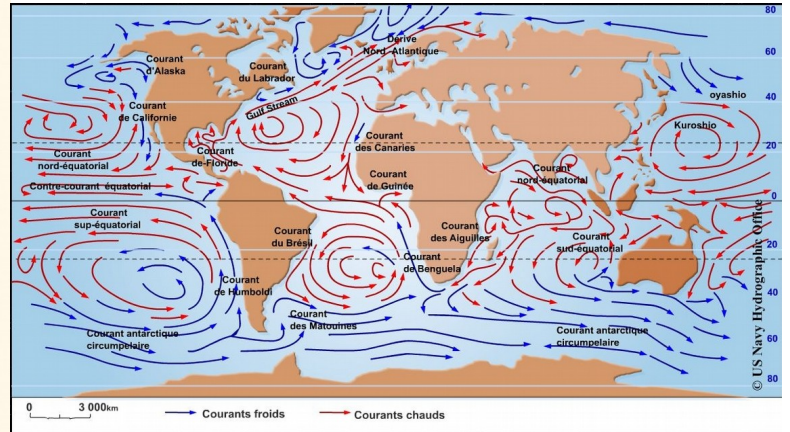 80
60
40
20
0
20
40
60
80
Dérive
Nord-Atlantique
Courant
d'Alaska
Courant
du Labrador
oyashio
Courant
de Californie
Gulf Stream
Kuroshio
Courant
des Canaries
Courant
de Floride
Courant
nord-équatorial
Courant
nord-équatorial
Contre-courant équatorial
Courant
de Guinée
Courant
sup-équatorial
Courant
du Brésil
Courant
des Aiguilles
Courant
sud-équatorial
Courant
de Benguela
Courant
de Humboldi
Courant
des Malouines
Courant antarctique
circumpelaire
Courant antarctique
circumpelaire
© US Navy Hydrographic Office
0 3 000km
Courants froids
Courants chauds